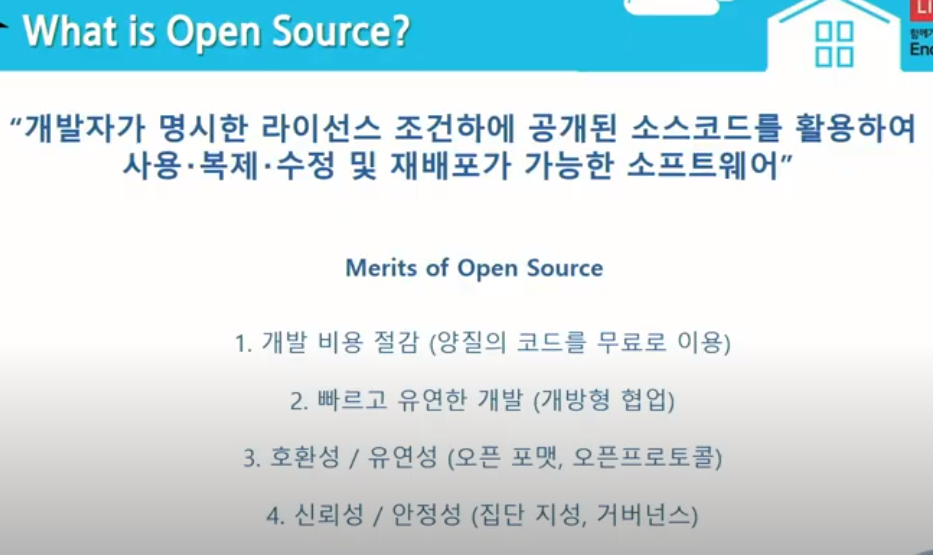 What is Open Source?
함께가
“개발자가 명시한 라이선스 조건하에 공개된 소스코드를 활용하여
사용·복제·수정 및 재배포가 가능한 소프트웨어”
Merits of Open Source
1. 개발 비용 절감 (양질의 코드를 무료로 이용)
2. 빠르고 유연한 개발 (개방형 협업)
3. 호환성 / 유연성 (오픈 포맷, 오픈프로토콜)
4. 신뢰성 / 안정성 (집단 지성, 거버넌스)